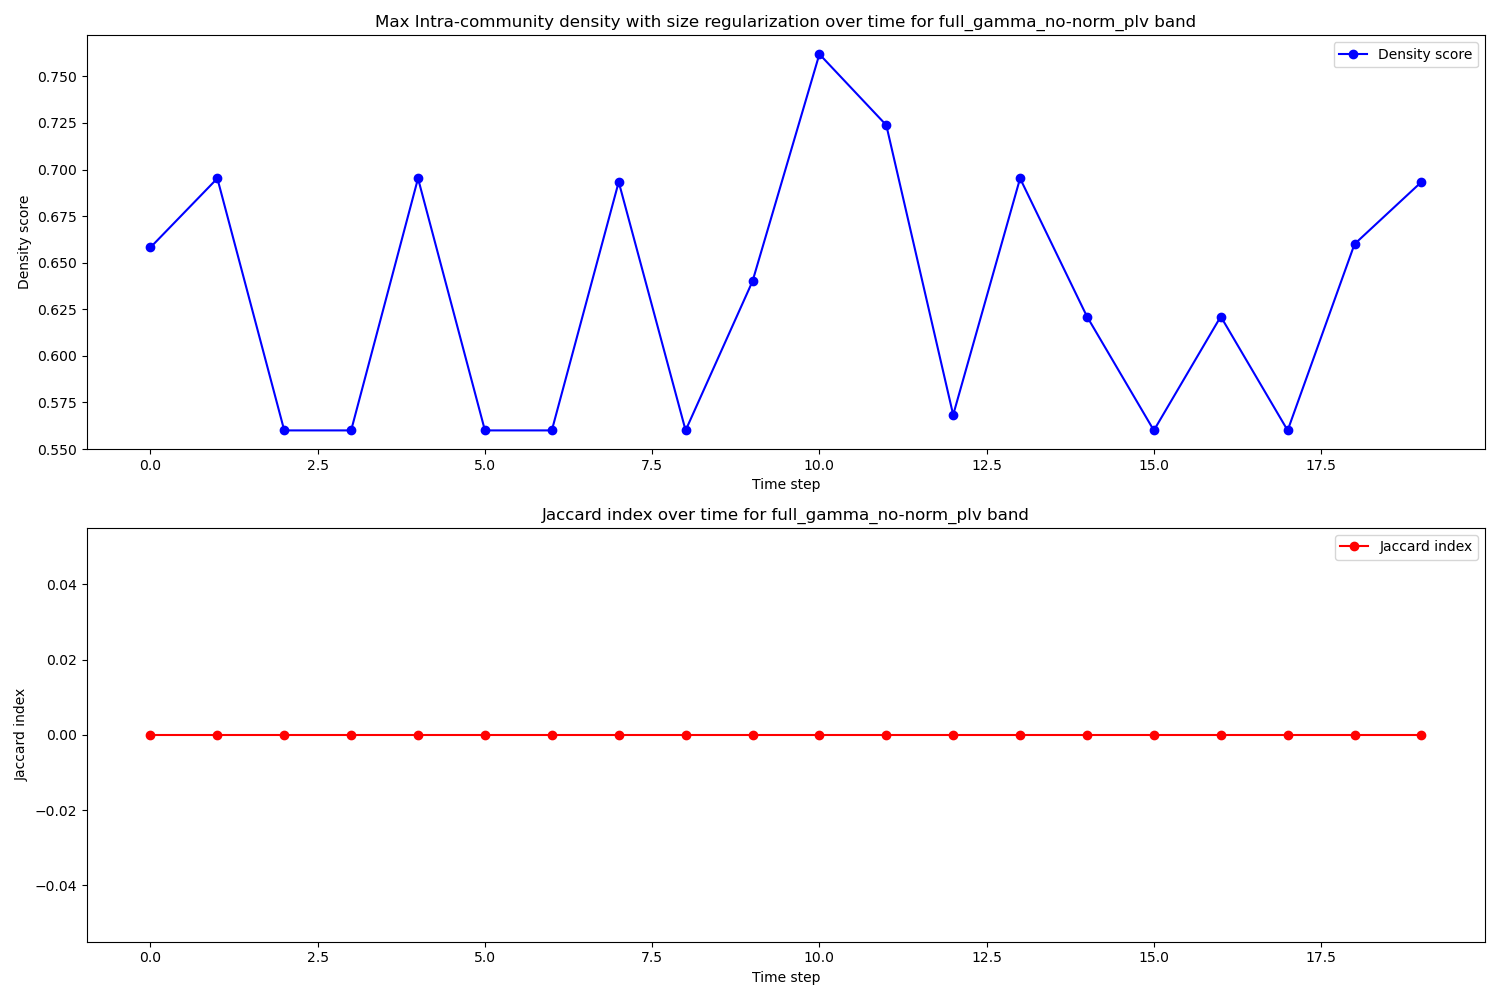 Max Intra-community density with size regularization over time for full_gamma_no-norm_plv band
Density score
0.750
0.725
0.700
0.675
0.650
0.625
0.600
0.575
0.550
Density score
0.0 2.5 5.0 7.5 10.0 12.5 15.0 17.5
Time step
Jaccard index over time for full_gamma_no-norm_plv band
Jaccard index
0.04
0.02
0.00
−0.02
−0.04
Jaccard index
0.0 2.5 5.0 7.5 10.0 12.5 15.0 17.5
Time step